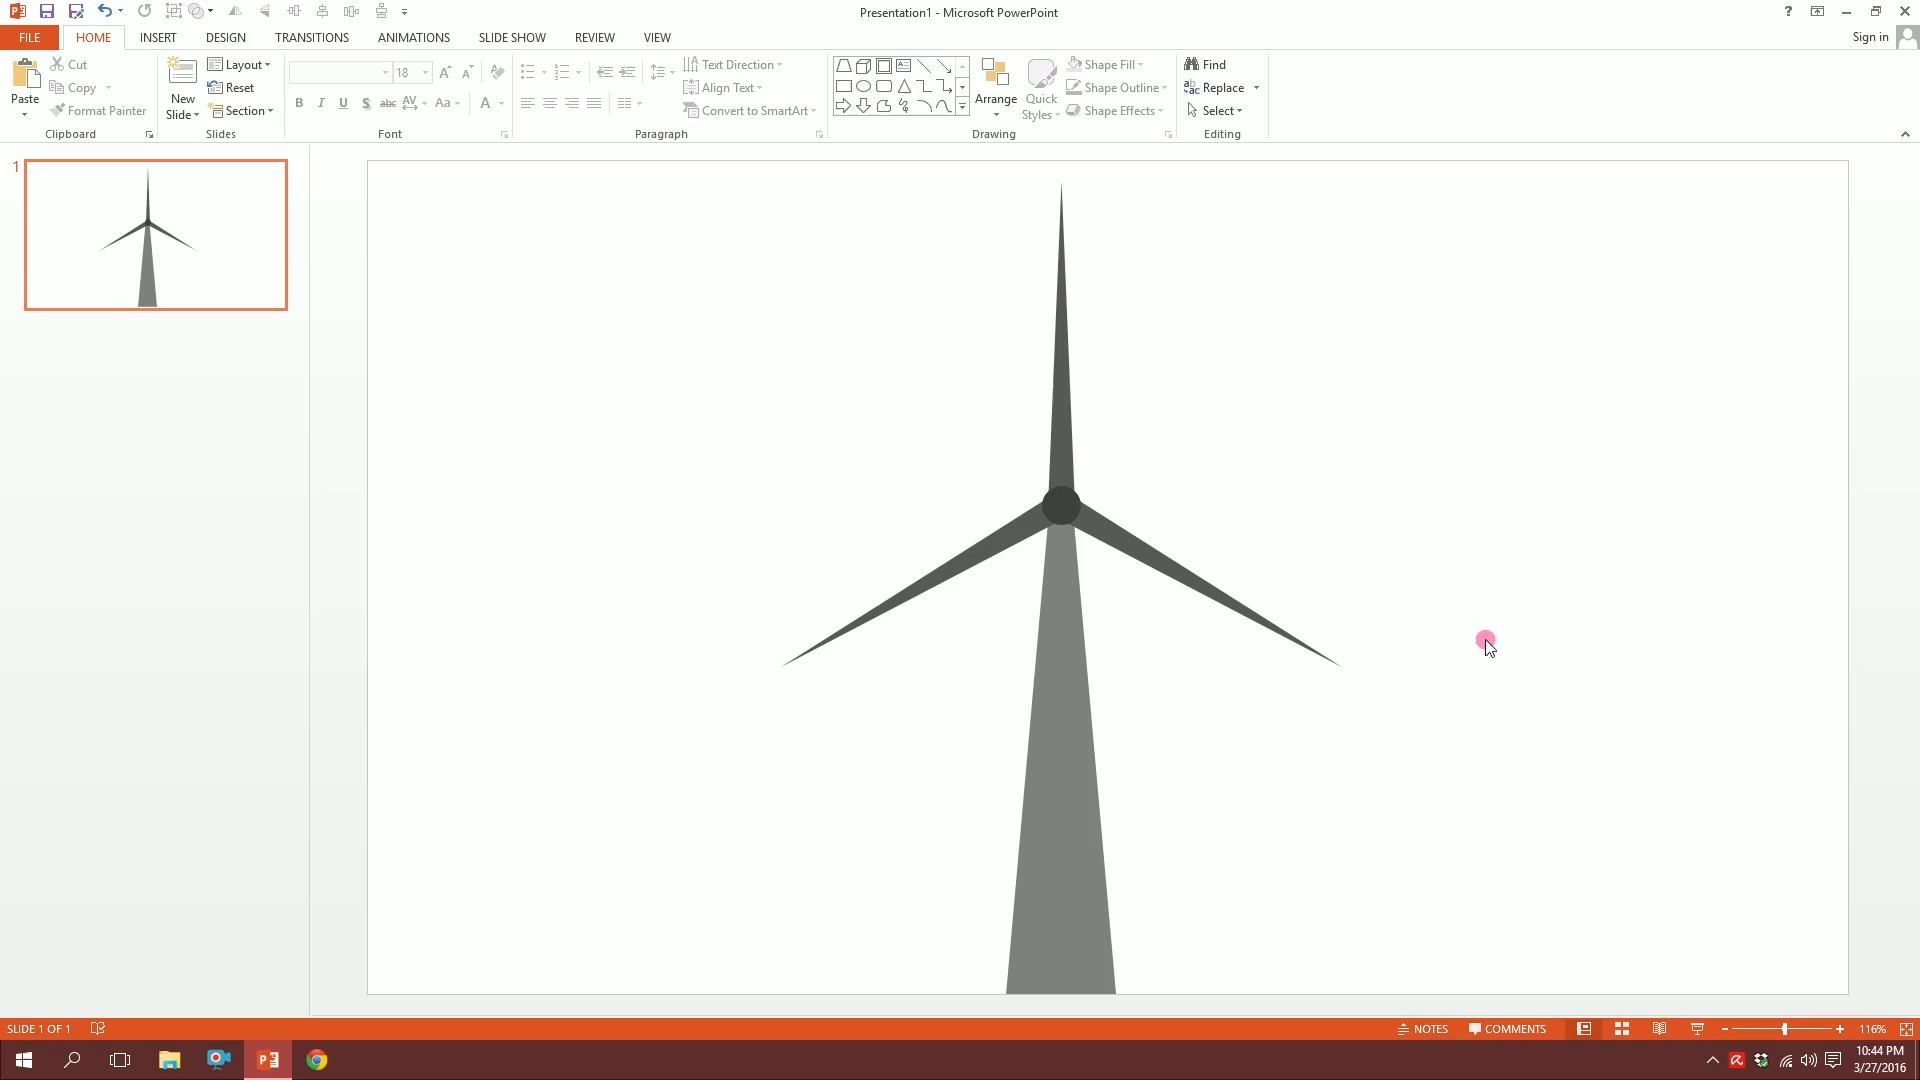 Presentation1 - Microsoft PowerPoint
FILE HOME INSERT DESIGN TRANSITIONS ANIMATIONS SLIDE SHOW REVIEW VIEW Sign in
Paste
Cut
Copy
Format Painter
Clipboard
New
Slide
Layout
Reset
Section
Slides
18
B I U S abc AV Aa A
Font
Text Direction
Align Text
Convert to SmartArt
Paragraph
Arrange
Quick
Styles
Shape Fill
Shape Outline
Shape Effects
Drawing
Find
Replace
Select
Editing
1
SLIDE 1 OF 1 NOTES COMMENTS 116%
10:44 PM
3/27/2016